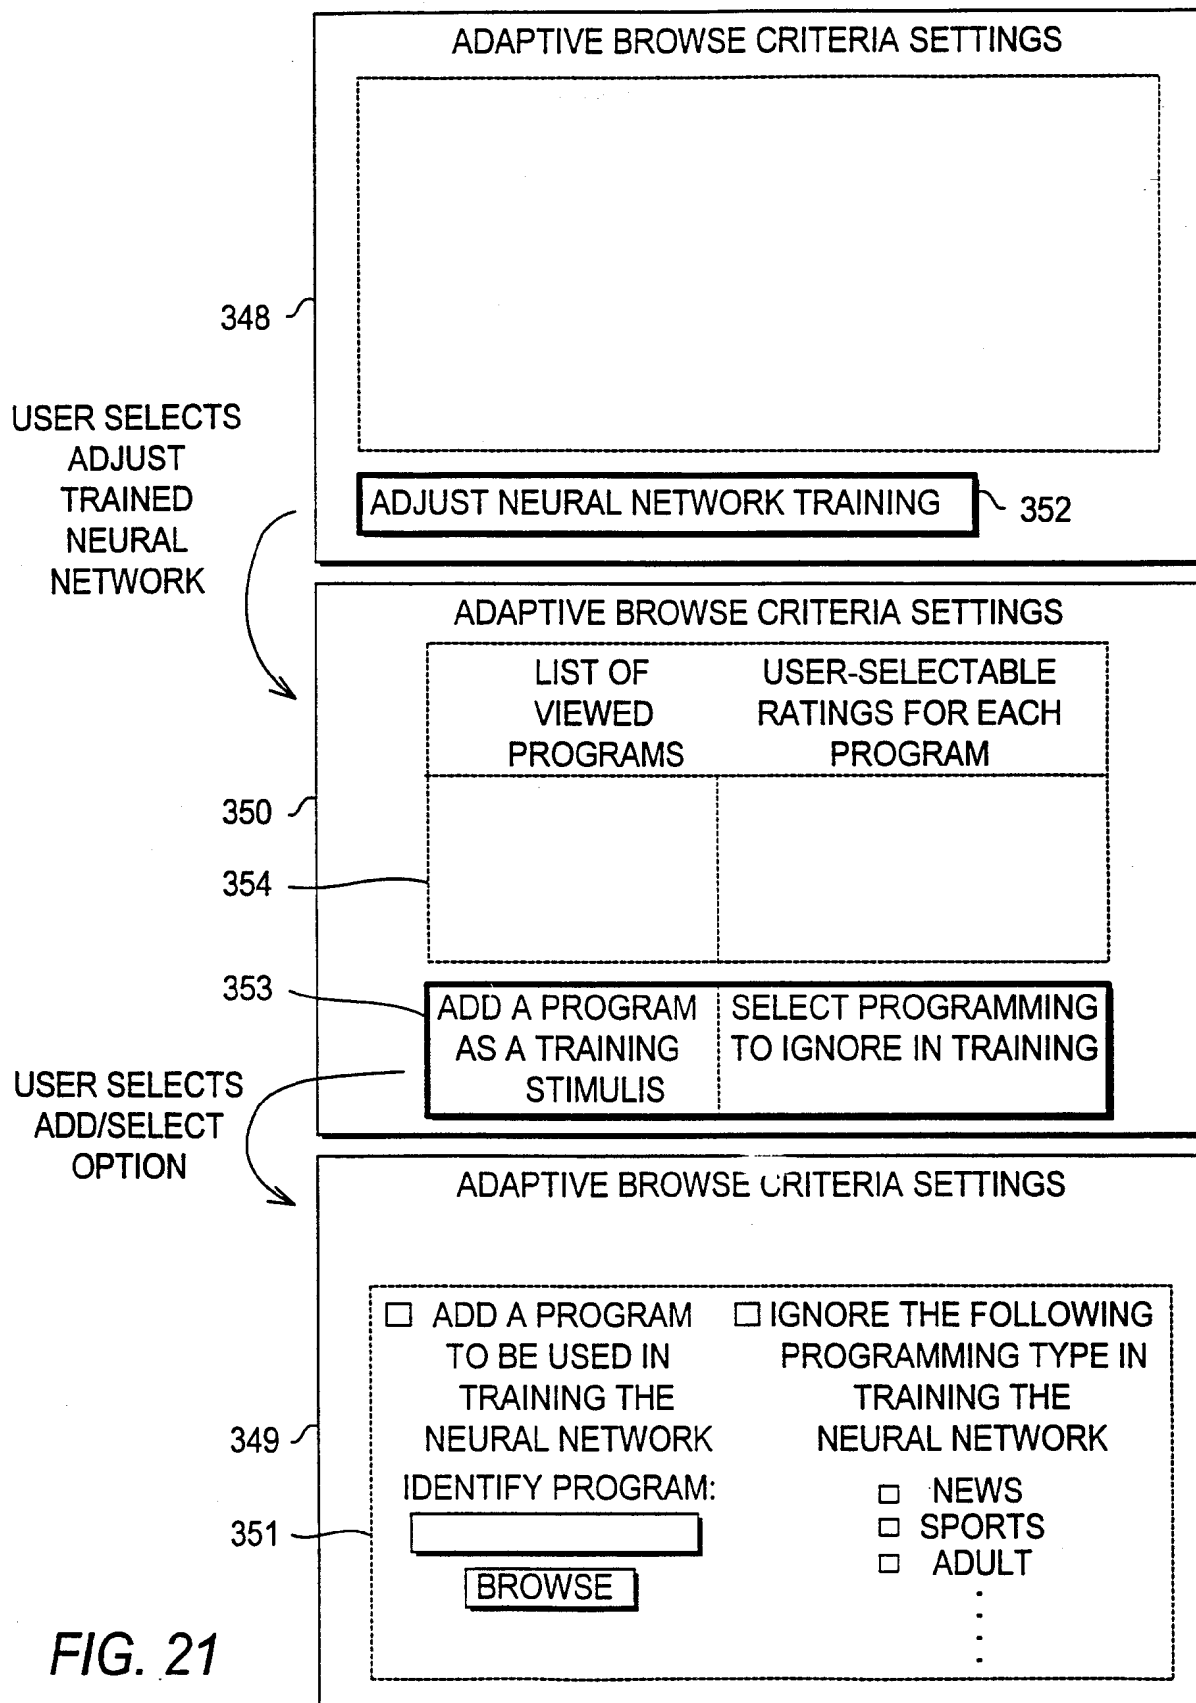 ADAPTIVE BROWSE CRITERIA SETTINGS
348
USER SELECTS
ADJUST
TRAINED
NEURAL
NETWORK
ADJUST NEURAL NETWORK TRAINING
352
ADAPTIVE BROWSE CRITERIA SETTINGS
LIST OF
VIEWED
PROGRAMS
USER-SELECTABLE
RATINGS FOR EACH
PROGRAM
350
354
353
ADD A PROGRAM
AS A TRAINING
STIMULIS
SELECT PROGRAMMING
TO IGNORE IN TRAINING
USER SELECTS
ADD/SELECT
OPTION
ADAPTIVE BROWSE CRITERIA SETTINGS
ADD A PROGRAM
TO BE USED IN
TRAINING THE
NEURAL NETWORK
IDENTIFY PROGRAM:
BROWSE
IGNORE THE FOLLOWING
PROGRAMMING TYPE IN
TRAINING THE
NEURAL NETWORK
NEWS
SPORTS
ADULT
349
351
FIG. 21